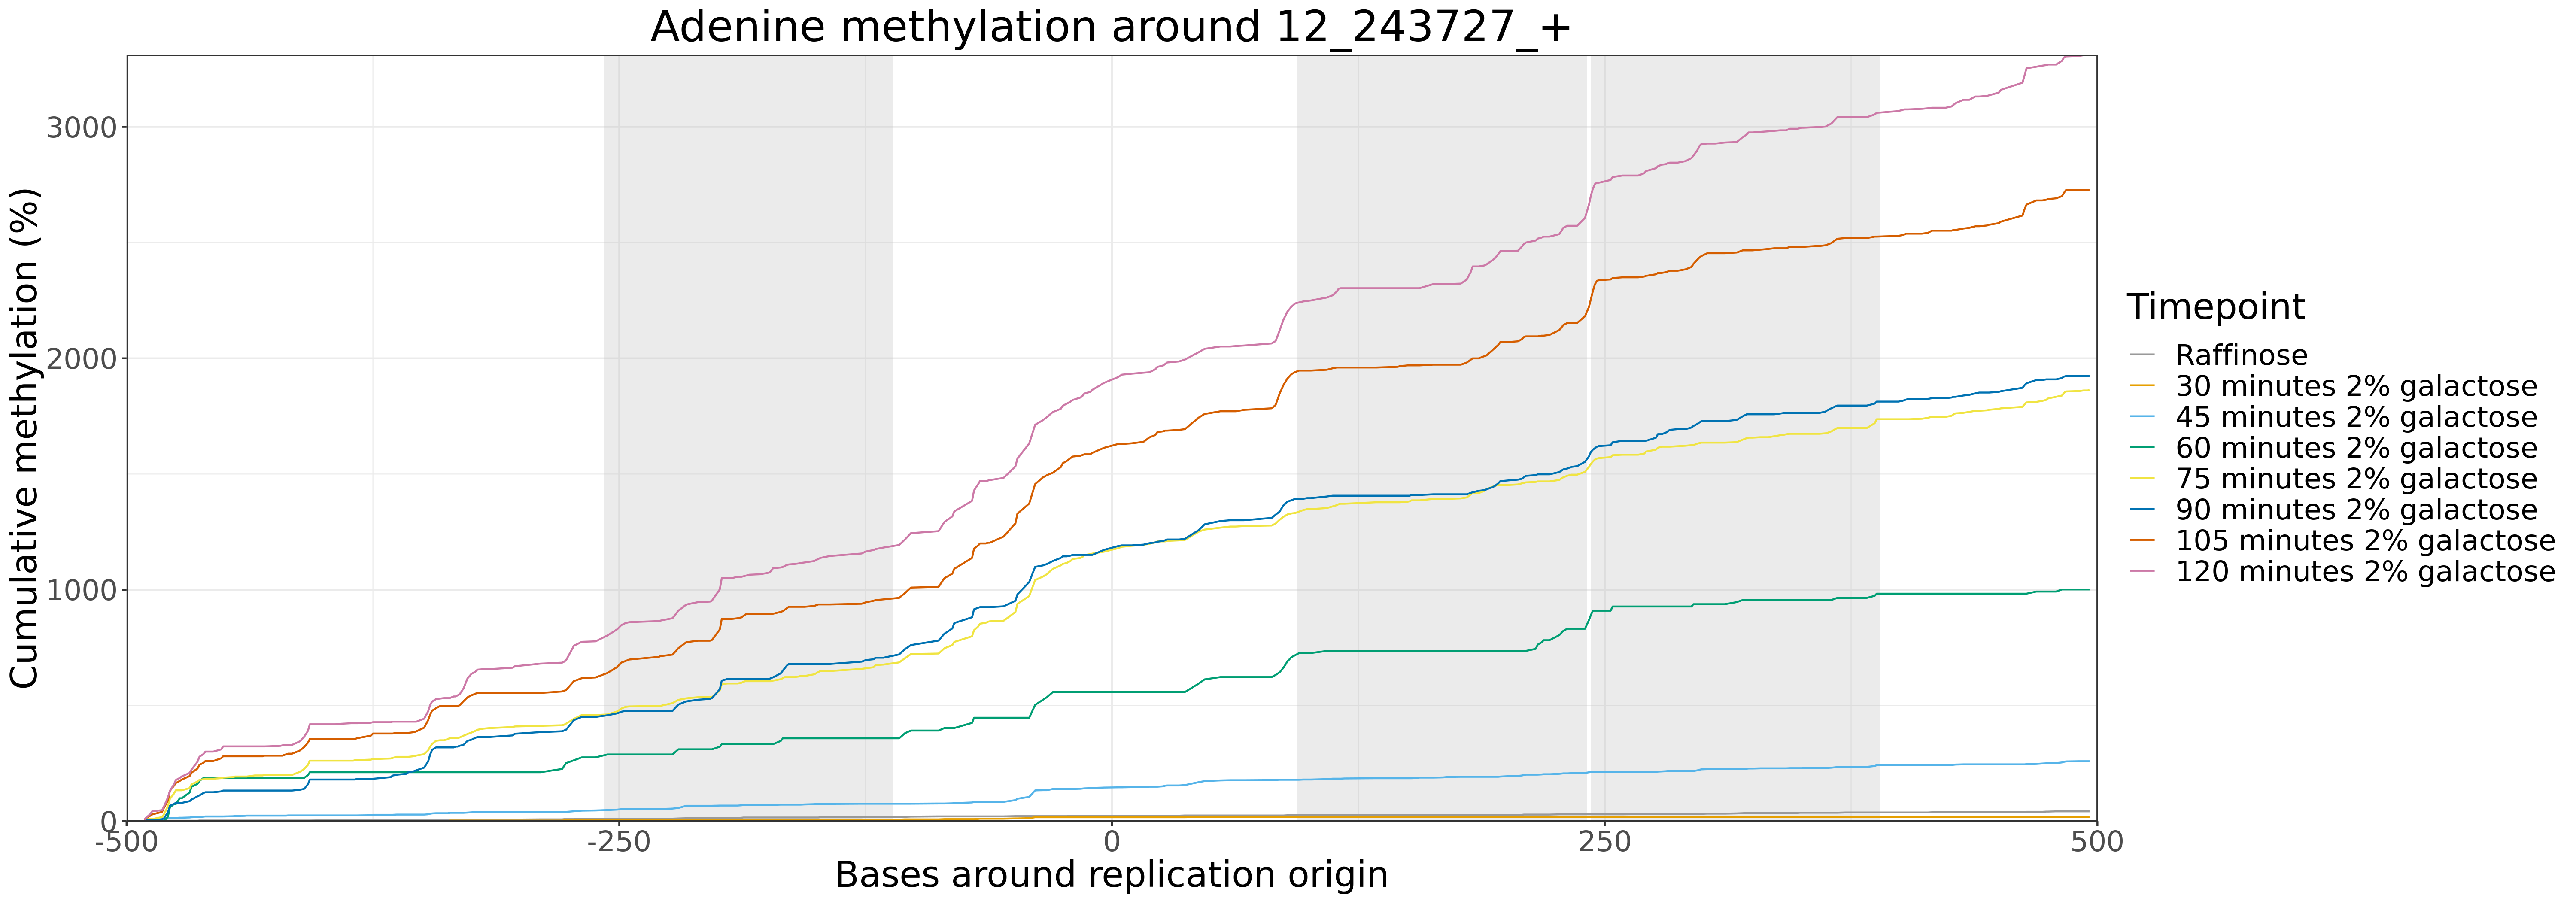 Adenine methylation around 12_243727_+
Cumulative methylation (%)
3000
2000
1000
0
-500
-250
0
250
500
Bases around replication origin
Timepoint
Raffinose
30 minutes 2% galactose
45 minutes 2% galactose
60 minutes 2% galactose
75 minutes 2% galactose
90 minutes 2% galactose
105 minutes 2% galactose
120 minutes 2% galactose